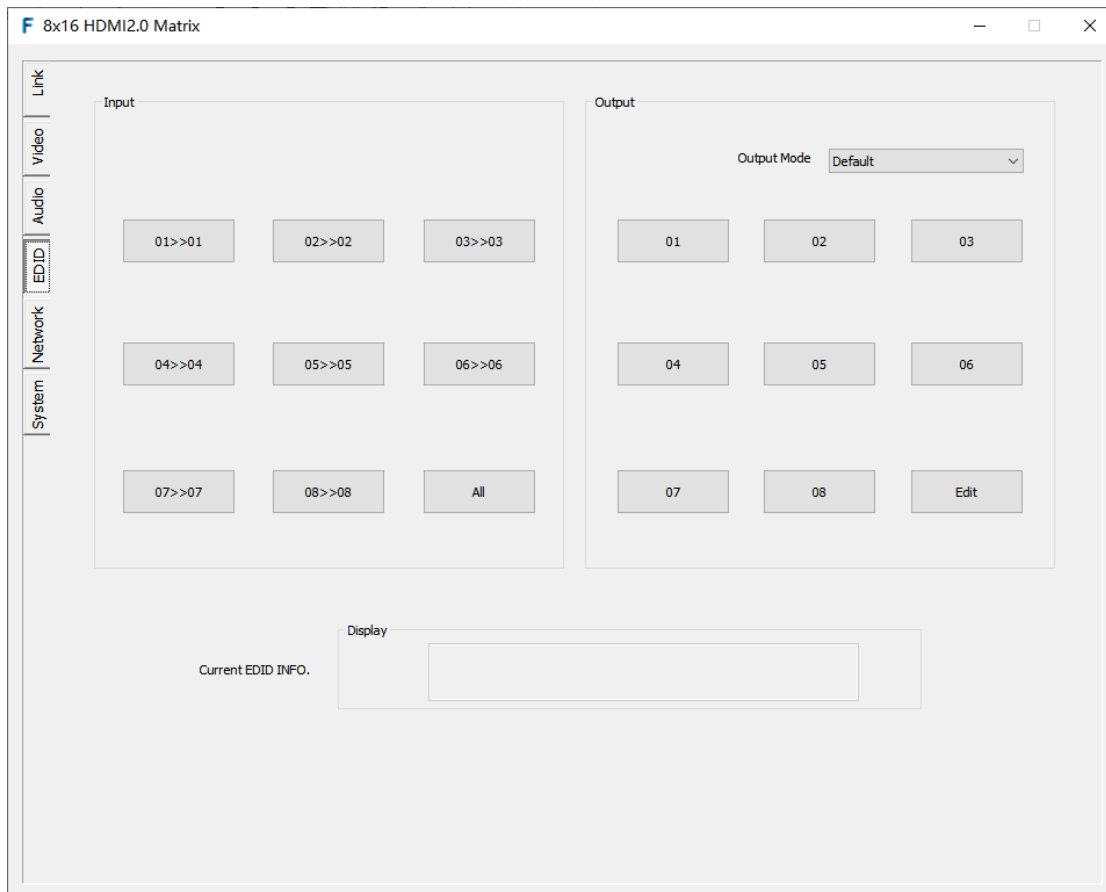 8x16 HDMI2.0 Matrix
Link
Video
Audio
EDID
Network
System
Input
01>>01
02>>02
03>>03
04>>04
05>>05
06>>06
07>>07
08>>08
All
Output
Output Mode
Default
01
02
03
04
05
06
07
08
Edit
Display
Current EDID INFO.